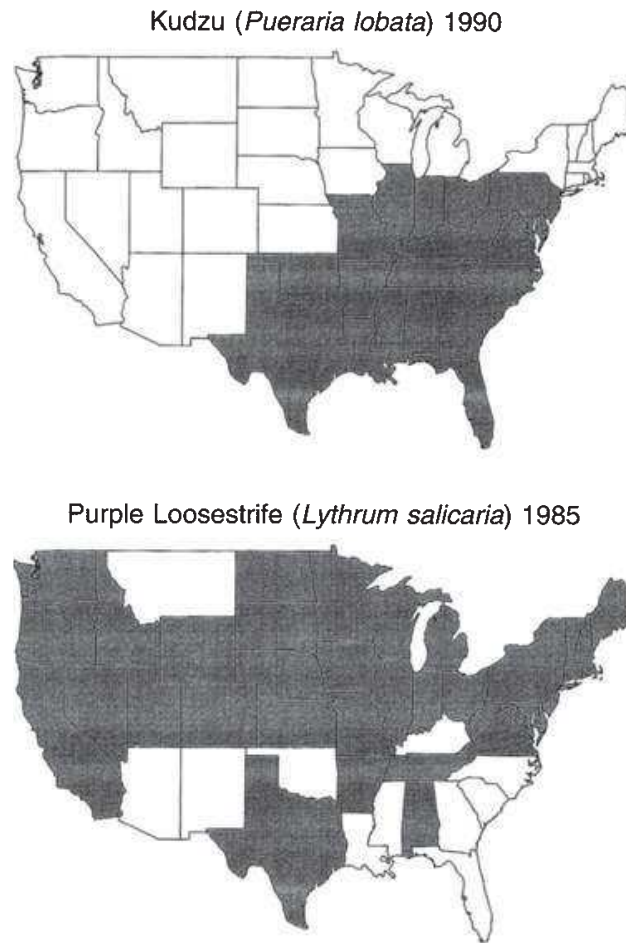 Kudzu (Pueraria lobata) 1990
Purple Loosestrife (Lythrum salicaria) 1985